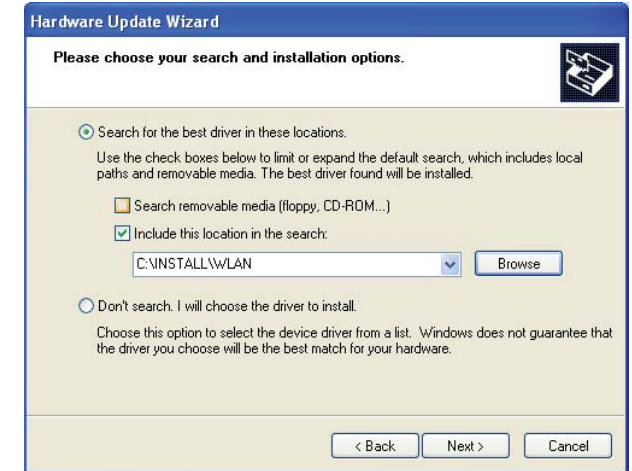 Hardware Update Wizard
Please choose your search and installation options.
Search for the best driver in these locations.
Use the check boxes below to limit or expand the default search, which includes local
paths and removable media. The best driver found will be installed.
Search removable media (floppy, CD-ROM...)
Include this location in the search:
C:\INSTALL\WLAN
Browse
Don't search. I will choose the driver to install.
Choose this option to select the device driver from a list. Windows does not guarantee that
the driver you choose will be the best match for your hardware.
< Back Next > Cancel